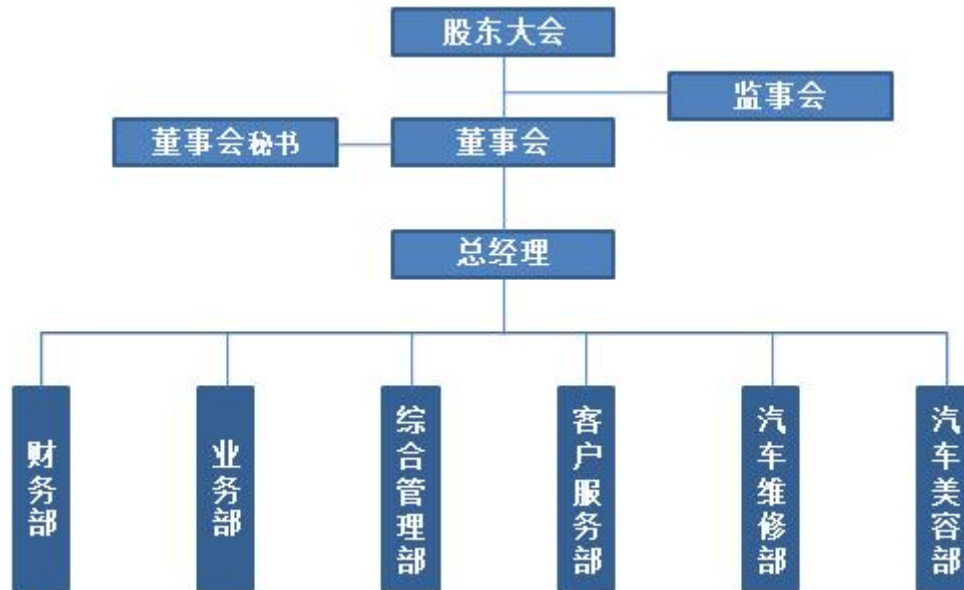 股东大会
监事会
董事会秘书
董事会
总经理
财务部
业务部
综合管理部
客户服务部
汽车维修部
汽车美容部